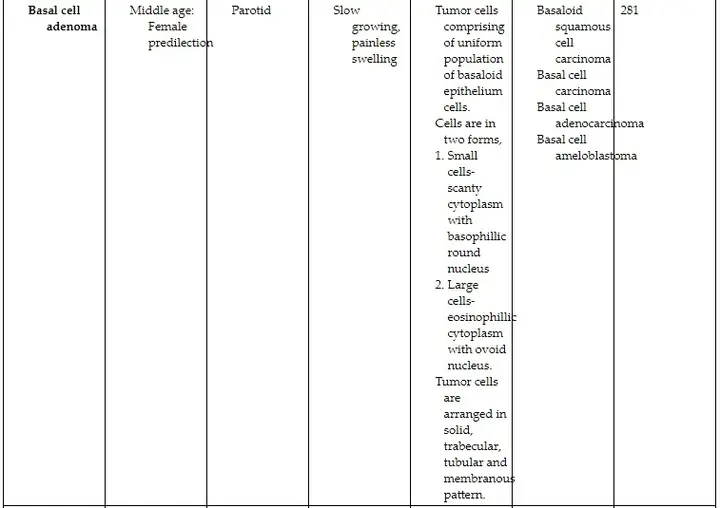 Basal cell
adenoma
Middle age:
Female
predilection
Parotid
Slow
growing,
painless
swelling
Tumor cells
comprising
of uniform
population
of basaloid
epithelium
cells.
Cells are in
two forms,
1. Small
cells-
scanty
cytoplasm
with
basophillic
round
nucleus
2. Large
cells-
eosinophillic
cytoplasm
with ovoid
nucleus.
Tumor cells
are
arranged in
solid,
trabecular,
tubular and
membranous
pattern.
Basaloid
squamous
cell
carcinoma
Basal cell
carcinoma
Basal cell
adenocarcinoma
Basal cell
ameloblastoma
281